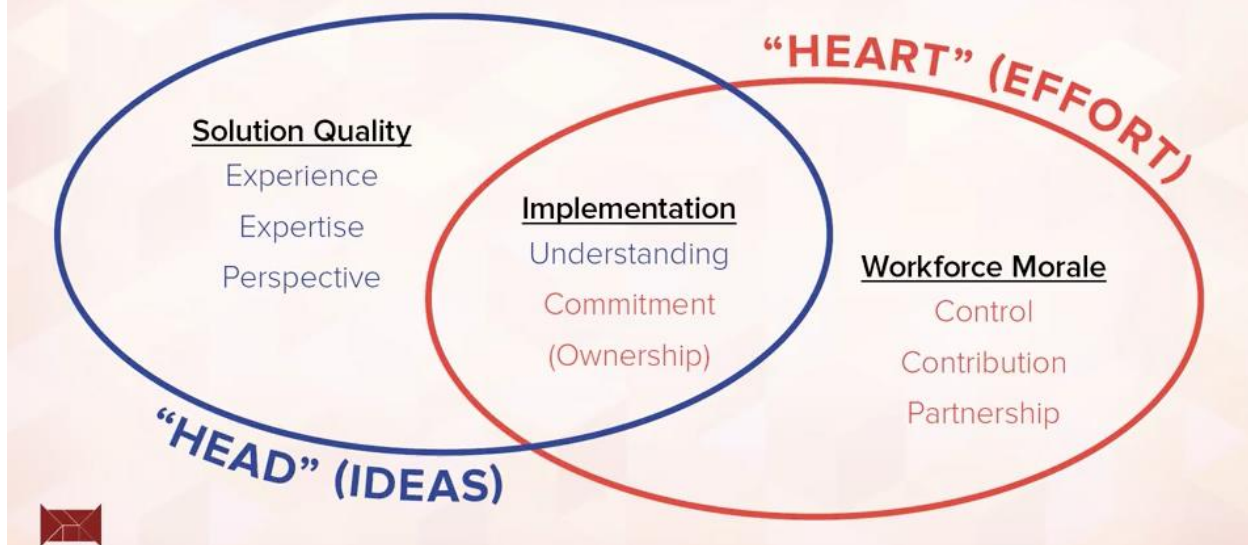 “HEART” (EFFORT)
Solution Quality
Experience
Expertise
Perspective
Implementation
Understanding
Commitment
(Ownership)
Workforce Morale
Control
Contribution
Partnership
“HEAD” (IDEAS)